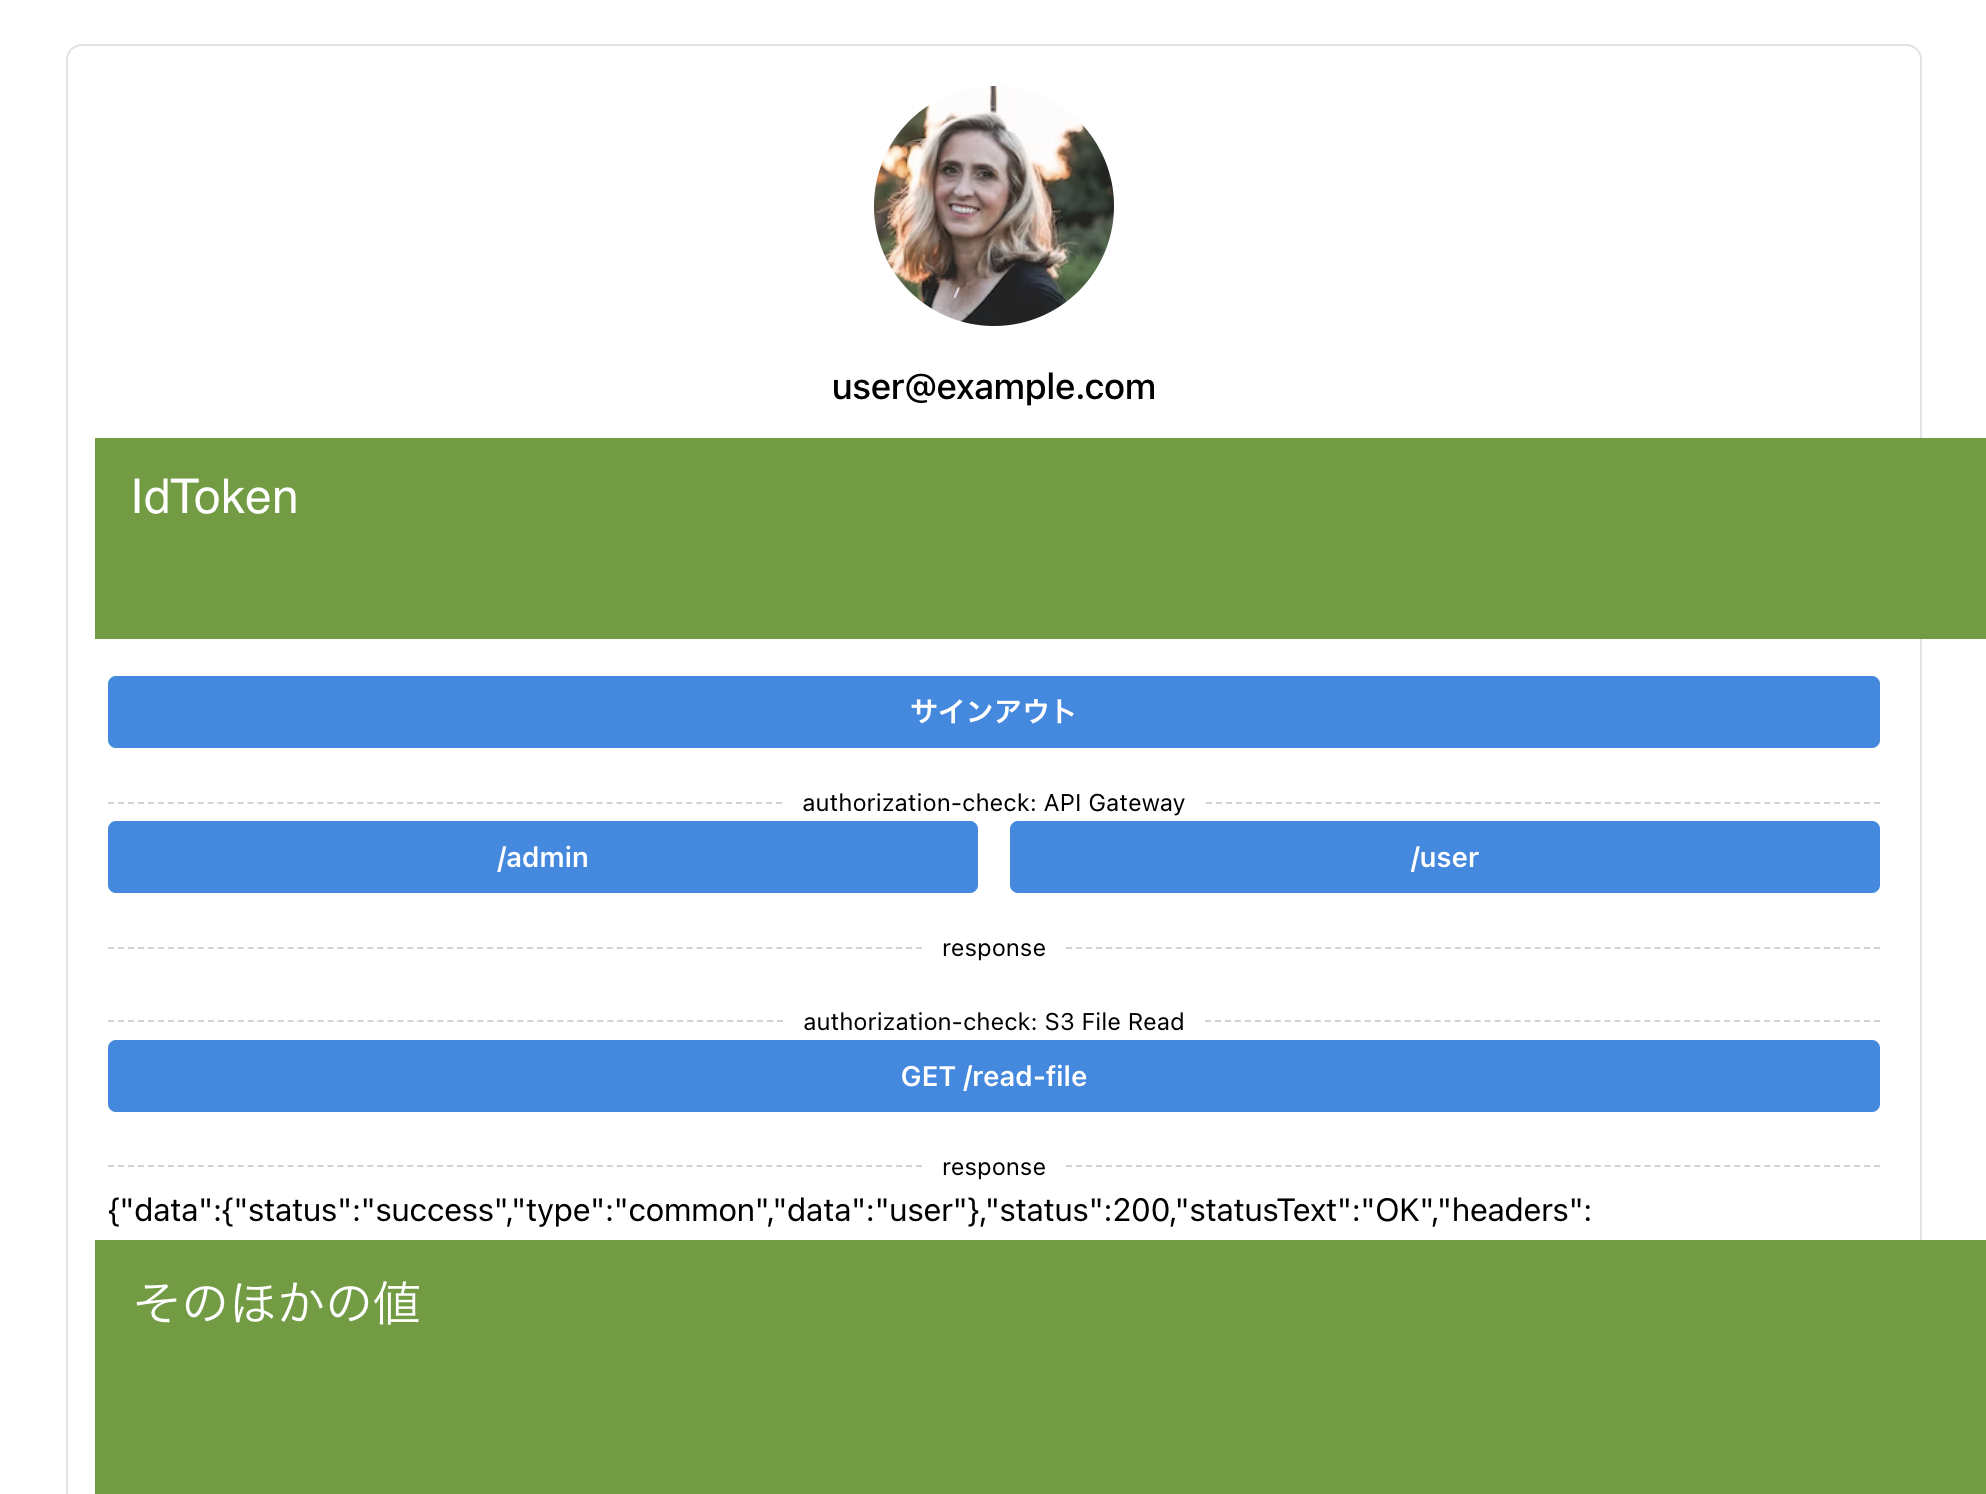 user@example.com
IdToken
サインアウト
authorization-check: API Gateway
/admin
/user
response
authorization-check: S3 File Read
GET /read-file
response
{"data":{"status":"success","type":"common","data":"user"},"status":200,"statusText":"OK","headers":
そのほかの値